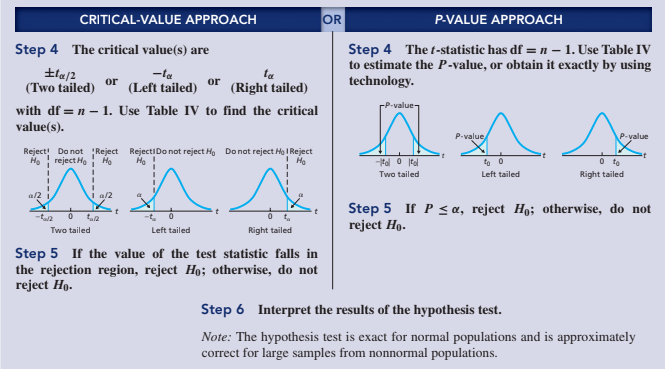 CRITICAL-VALUE APPROACH OR P-VALUE APPROACH
Step 4 The critical value(s) are
±tα/2 or −tα or tα
(Two tailed) (Left tailed) (Right tailed)
with df = n − 1. Use Table IV to find the critical
value(s).
Reject Do not Reject Reject Do not reject H0 Do not reject H0 Reject
H0 reject H0 H0 H0 H0
α/2 α/2 α α
−tα/2 0 tα/2 t −tα 0 t 0 tα t
Two tailed Left tailed Right tailed
Step 5 If the value of the test statistic falls in
the rejection region, reject H0; otherwise, do not
reject H0.
Step 4 The t-statistic has df = n − 1. Use Table IV
to estimate the P-value, or obtain it exactly by using
technology.
P-value
P-value P-value
−|t0| 0 |t0| t t0 0 t 0 t0 t
Two tailed Left tailed Right tailed
Step 5 If P ≤ α, reject H0; otherwise, do not
reject H0.
Step 6 Interpret the results of the hypothesis test.
Note: The hypothesis test is exact for normal populations and is approximately
correct for large samples from nonnormal populations.